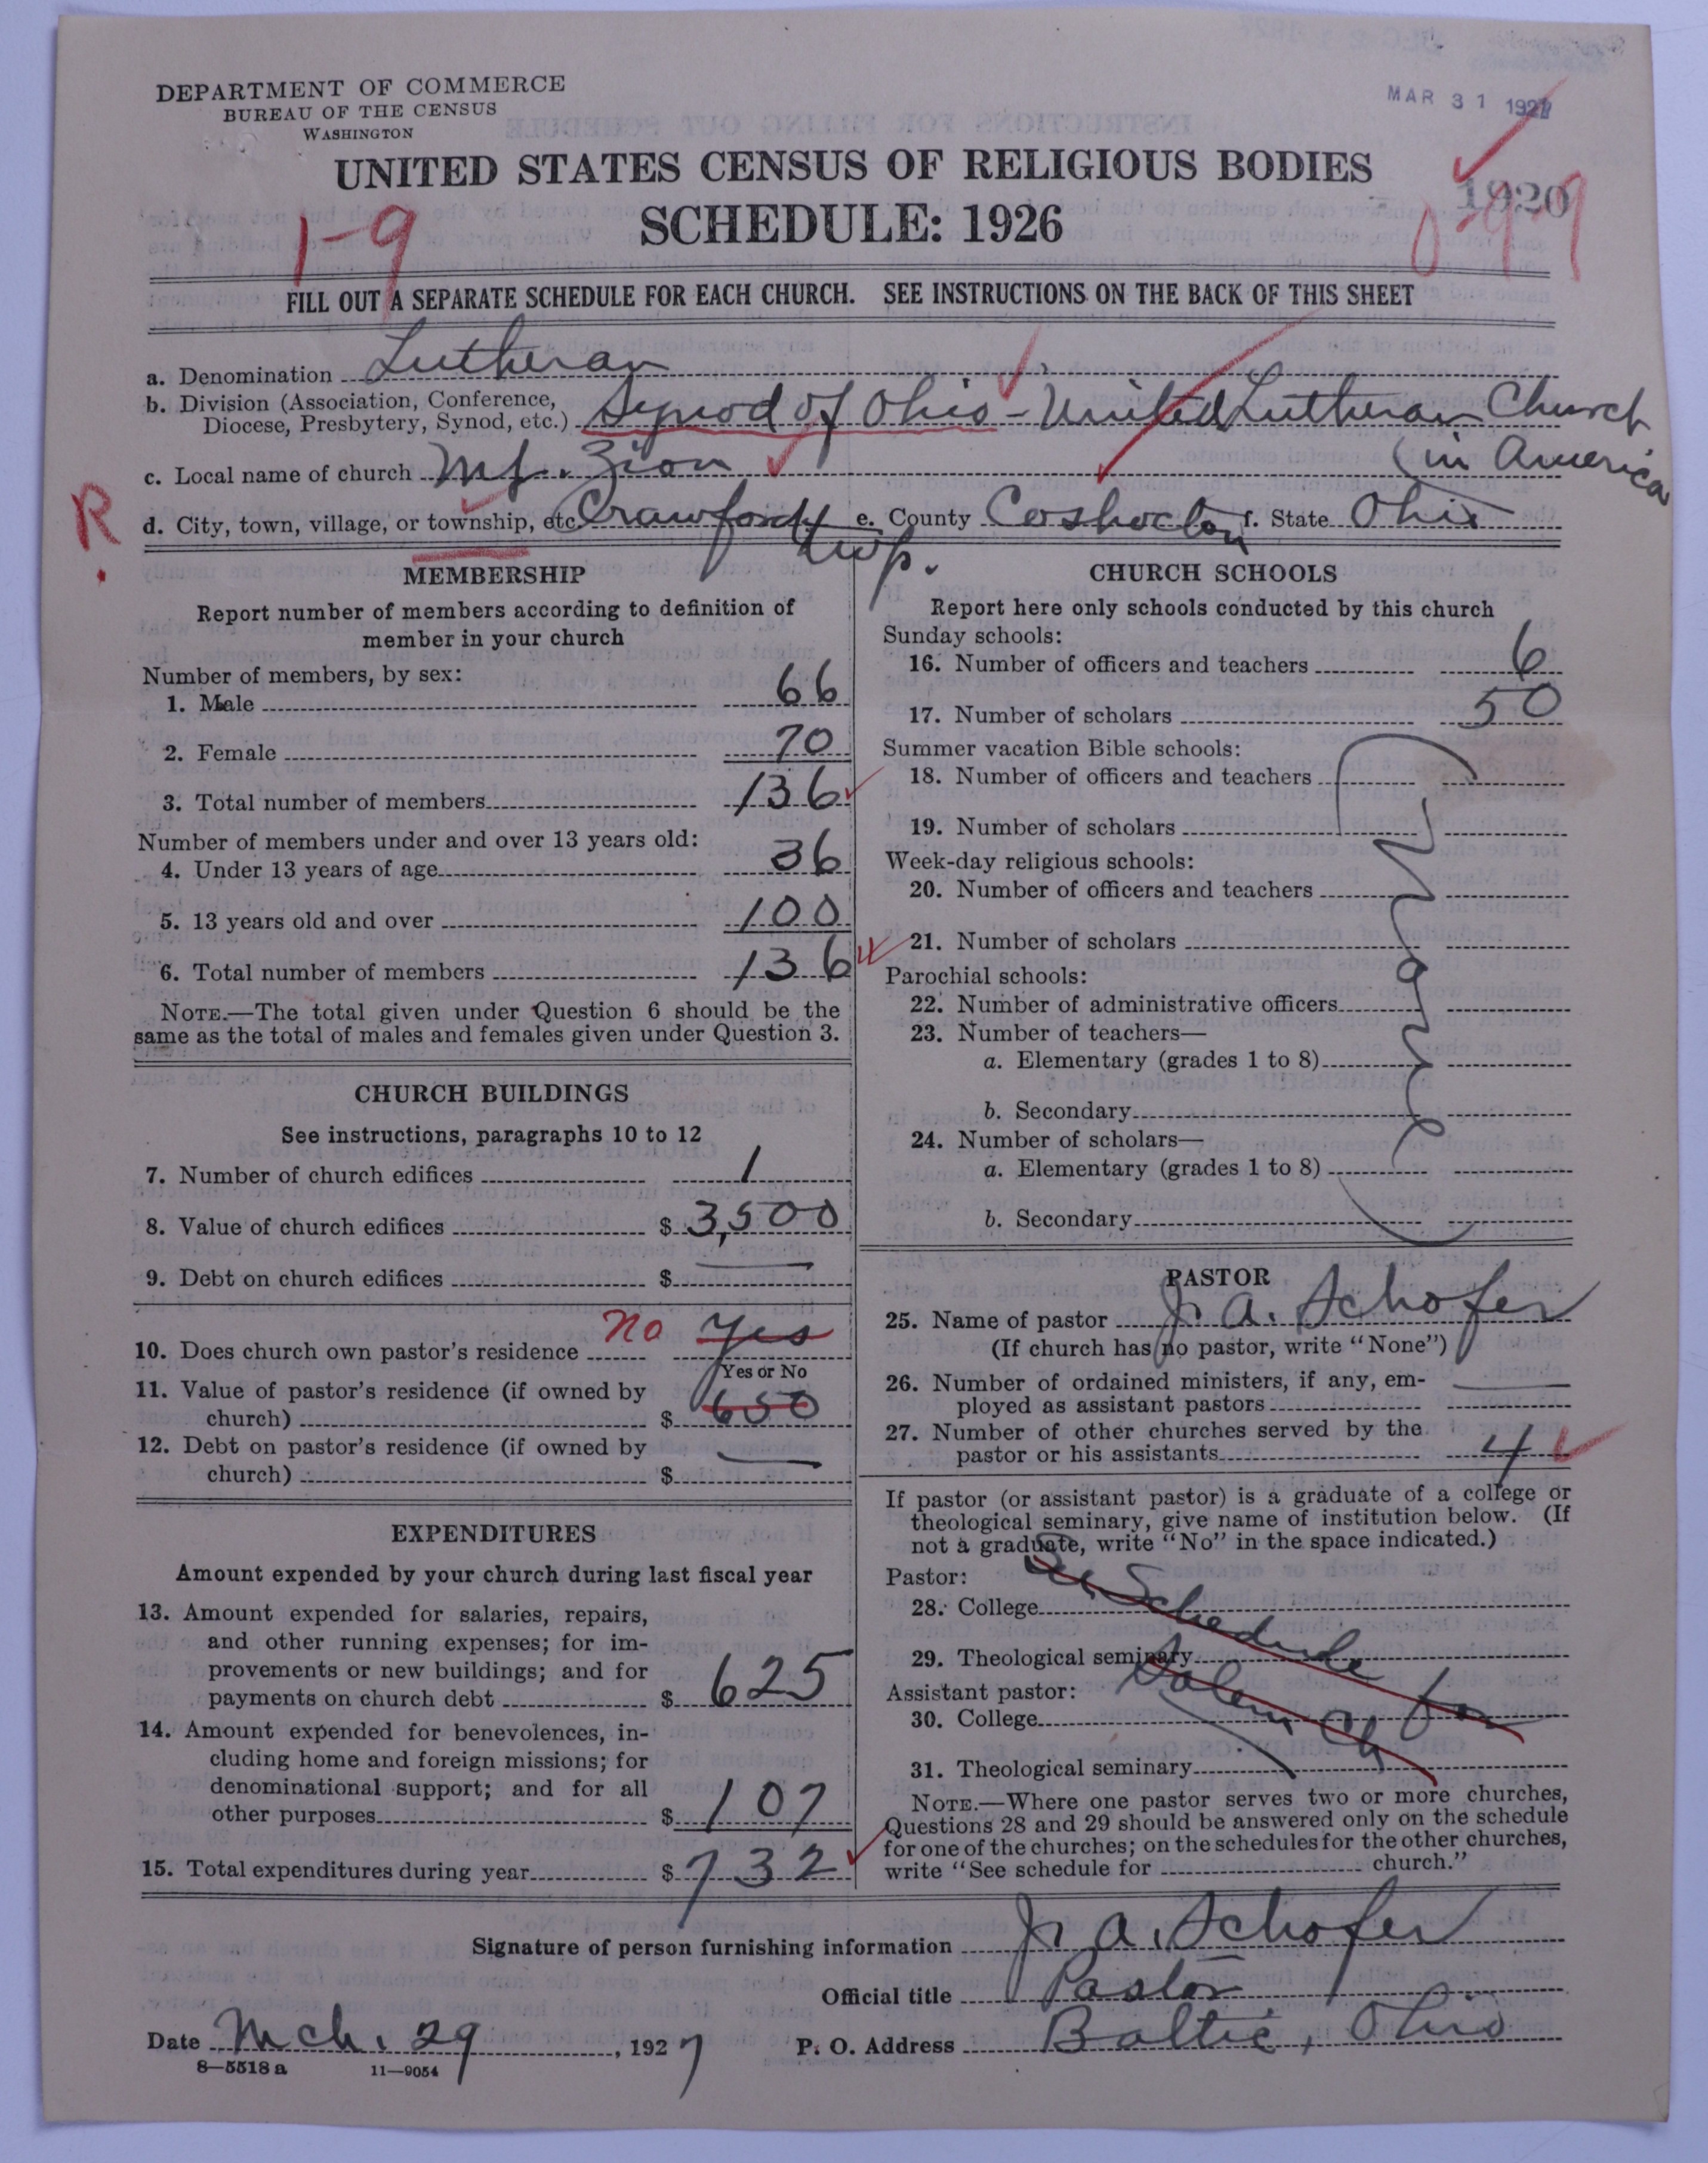 DEPARTMENT OF COMMERCE
BUREAU OF THE CENSUS
WASHINGTON
MAR 31 1927
UNITED STATES CENSUS OF RELIGIOUS BODIES
SCHEDULE: 1926
1-9
1920
0-9-9
FILL OUT A SEPARATE SCHEDULE FOR EACH CHURCH. SEE INSTRUCTIONS ON THE BACK OF THIS SHEET
a. Denomination Lutheran
b. Division (Association, Conference, Diocese, Presbytery, Synod, etc.) Synod of Ohio - United Lutheran Church
(in America
c. Local name of church Mt. Zion
R.
d. City, town, village, or township, etc. Crawford twp. e. County Coshocton f. State Ohio
MEMBERSHIP
Report number of members according to definition of
member in your church
Number of members, by sex:
1. Male 66
2. Female 70
3. Total number of members 136
Number of members under and over 13 years old:
4. Under 13 years of age 36
5. 13 years old and over 100
6. Total number of members 136
NOTE.—The total given under Question 6 should be the
same as the total of males and females given under Question 3.
CHURCH BUILDINGS
See instructions, paragraphs 10 to 12
7. Number of church edifices 1
8. Value of church edifices $ 3,500
9. Debt on church edifices $
10. Does church own pastor's residence no yes
Yes or No
11. Value of pastor's residence (if owned by
church) $ 650
12. Debt on pastor's residence (if owned by
church) $
EXPENDITURES
Amount expended by your church during last fiscal year
13. Amount expended for salaries, repairs,
and other running expenses; for im-
provements or new buildings; and for
payments on church debt $ 625
14. Amount expended for benevolences, in-
cluding home and foreign missions; for
denominational support; and for all
other purposes $ 107
15. Total expenditures during year $ 732
CHURCH SCHOOLS
Report here only schools conducted by this church
Sunday schools:
16. Number of officers and teachers 6
17. Number of scholars 50
Summer vacation Bible schools:
18. Number of officers and teachers
19. Number of scholars
Week-day religious schools:
20. Number of officers and teachers
21. Number of scholars
Parochial schools:
22. Number of administrative officers
23. Number of teachers—
a. Elementary (grades 1 to 8)
b. Secondary
24. Number of scholars—
a. Elementary (grades 1 to 8)
b. Secondary
PASTOR
25. Name of pastor J. A. Schofer
(If church has no pastor, write "None")
26. Number of ordained ministers, if any, em-
ployed as assistant pastors
27. Number of other churches served by the
pastor or his assistants 4
If pastor (or assistant pastor) is a graduate of a college or
theological seminary, give name of institution below. (If
not a graduate, write "No" in the space indicated.)
Pastor:
28. College
29. Theological seminary
Assistant pastor:
30. College
31. Theological seminary
See Schedule for
Salem Ch
NOTE.—Where one pastor serves two or more churches,
Questions 28 and 29 should be answered only on the schedule
for one of the churches; on the schedules for the other churches,
write "See schedule for church."
Signature of person furnishing information J. A. Schofer
Official title Pastor
Date Mch. 29, 1927 P. O. Address Baltic, Ohio
8-5518 a 11-9054